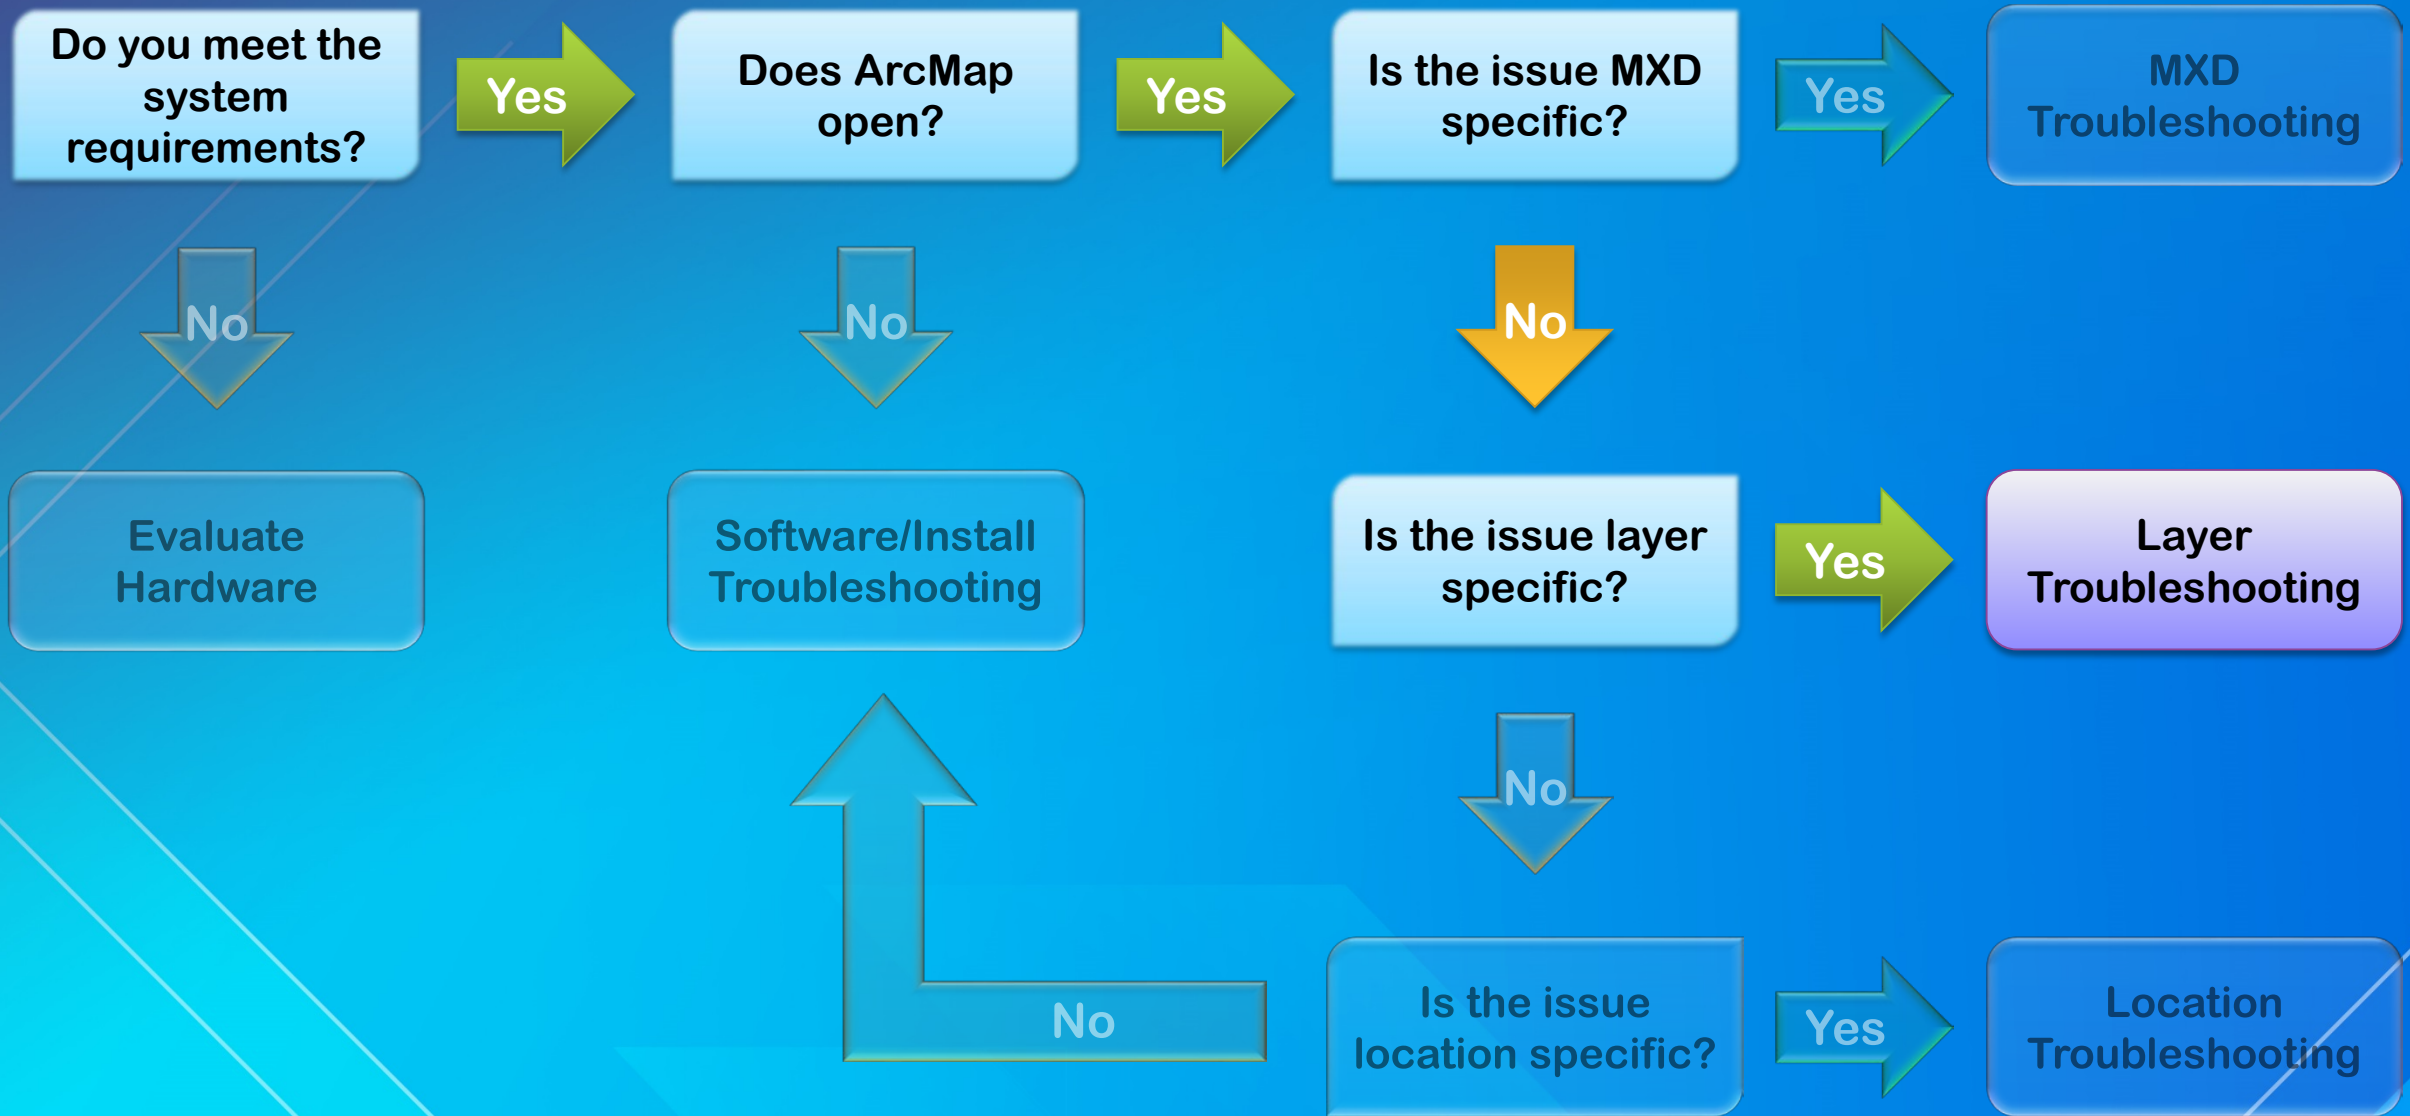 Do you meet the
system
requirements?
Yes
Does ArcMap
open?
Yes
Is the issue MXD
specific?
Yes
MXD
Troubleshooting
No
No
No
Evaluate
Hardware
Software/Install
Troubleshooting
Is the issue layer
specific?
Yes
Layer
Troubleshooting
No
No
Is the issue
location specific?
Yes
Location
Troubleshooting